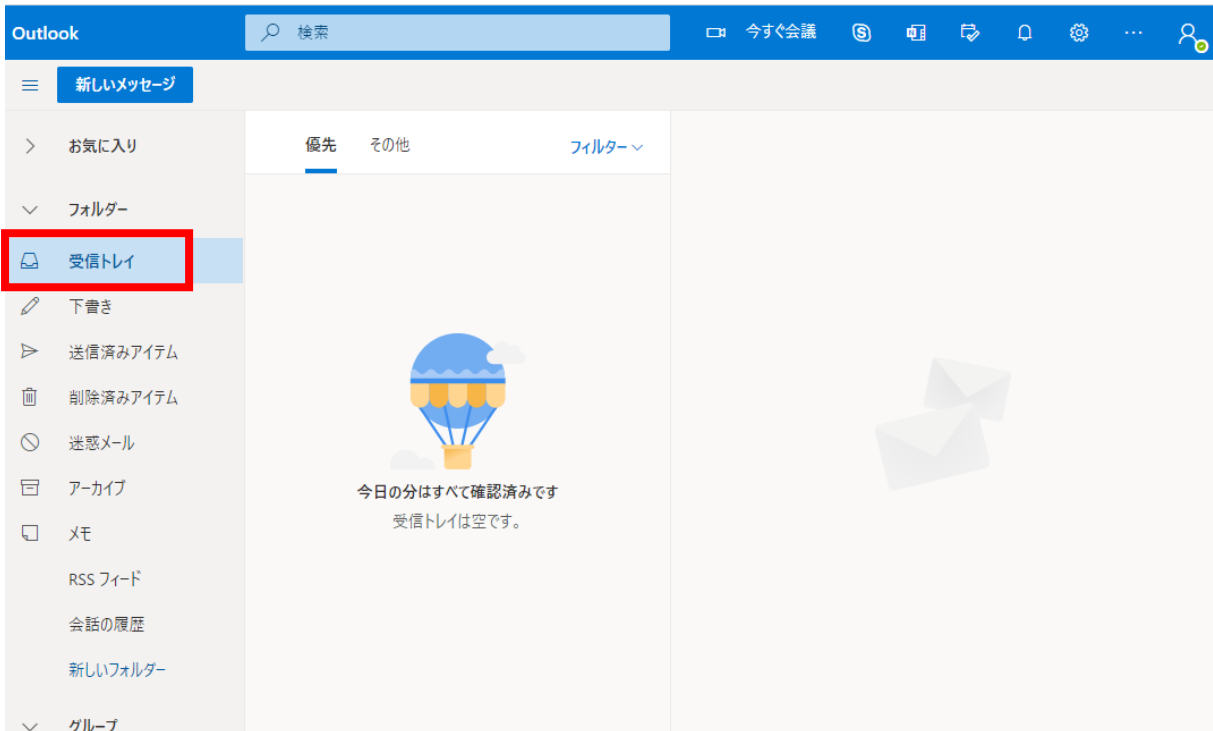 Outlook
検索
今すぐ会議
新しいメッセージ
お気に入り
優先 その他 フィルター
フォルダー
受信トレイ
下書き
送信済みアイテム
削除済みアイテム
迷惑メール
アーカイブ
メモ
RSS フィード
会話の履歴
新しいフォルダー
グループ
今日の分はすべて確認済みです
受信トレイは空です。